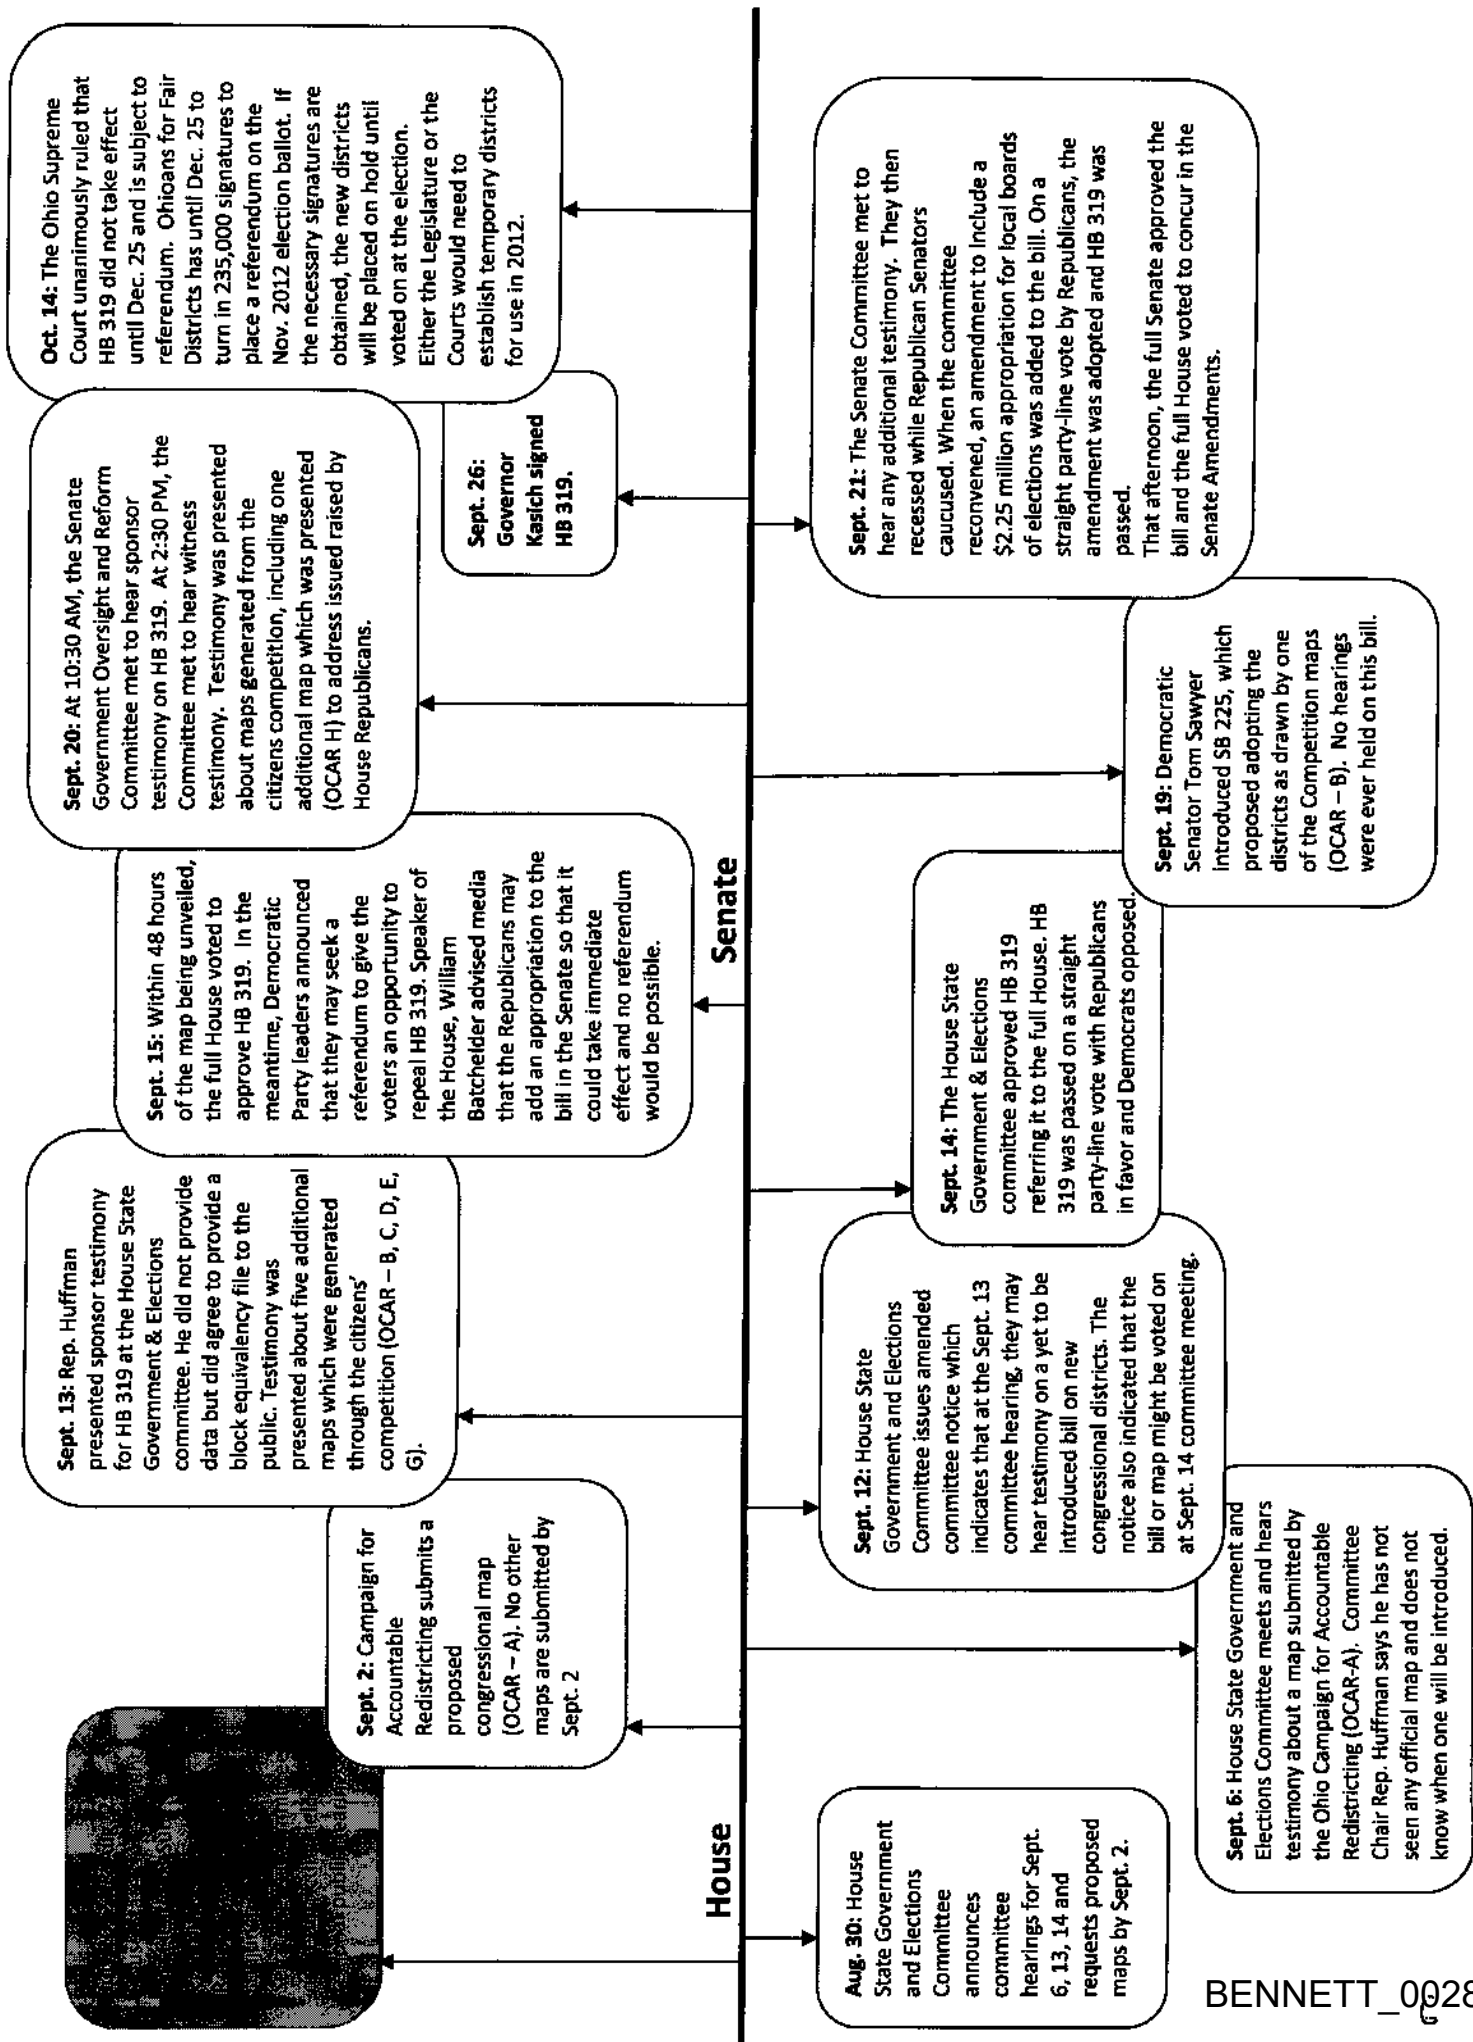 House
Senate
Aug. 30: House
State Government
and Elections
Committee
announces
committee
hearings for Sept.
6, 13, 14 and
requests proposed
maps by Sept. 2.
Sept. 2: Campaign for
Accountable
Redistricting submits a
proposed
congressional map
(OCAR – A). No other
maps are submitted by
Sept. 2
Sept. 6: House State Government and
Elections Committee meets and hears
testimony about a map submitted by
the Ohio Campaign for Accountable
Redistricting (OCAR-A). Committee
Chair Rep. Huffman says he has not
seen any official map and does not
know when one will be introduced.
Sept. 12: House State
Government and Elections
Committee issues amended
committee notice which
indicates that at the Sept. 13
committee hearing, they may
hear testimony on a yet to be
introduced bill on new
congressional districts. The
notice also indicated that the
bill or map might be voted on
at Sept. 14 committee meeting.
Sept. 13: Rep. Huffman
presented sponsor testimony
for HB 319 at the House State
Government & Elections
committee. He did not provide
data but did agree to provide a
block equivalency file to the
public. Testimony was
presented about five additional
maps which were generated
through the citizens'
competition (OCAR – B, C, D, E,
G).
Sept. 14: The House State
Government & Elections
committee approved HB 319
referring it to the full House. HB
319 was passed on a straight
party-line vote with Republicans
in favor and Democrats opposed.
Sept. 15: Within 48 hours
of the map being unveiled,
the full House voted to
approve HB 319. In the
meantime, Democratic
Party leaders announced
that they may seek a
referendum to give the
voters an opportunity to
repeal HB 319. Speaker of
the House, William
Batchelder advised media
that the Republicans may
add an appropriation to the
bill in the Senate so that it
could take immediate
effect and no referendum
would be possible.
Sept. 19: Democratic
Senator Tom Sawyer
introduced SB 225, which
proposed adopting the
districts as drawn by one
of the Competition maps
(OCAR – B). No hearings
were ever held on this bill.
Sept. 20: At 10:30 AM, the Senate
Government Oversight and Reform
Committee met to hear sponsor
testimony on HB 319. At 2:30 PM, the
Committee met to hear witness
testimony. Testimony was presented
about maps generated from the
citizens competition, including one
additional map which was presented
(OCAR H) to address issued raised by
House Republicans.
Sept. 21: The Senate Committee met to
hear any additional testimony. They then
recessed while Republican Senators
caucused. When the committee
reconvened, an amendment to include a
$2.25 million appropriation for local boards
of elections was added to the bill. On a
straight party-line vote by Republicans, the
amendment was adopted and HB 319 was
passed.
That afternoon, the full Senate approved the
bill and the full House voted to concur in the
Senate Amendments.
Sept. 26:
Governor
Kasich signed
HB 319.
Oct. 14: The Ohio Supreme
Court unanimously ruled that
HB 319 did not take effect
until Dec. 25 and is subject to
referendum. Ohioans for Fair
Districts has until Dec. 25 to
turn in 235,000 signatures to
place a referendum on the
Nov. 2012 election ballot. If
the necessary signatures are
obtained, the new districts
will be placed on hold until
voted on at the election.
Either the Legislature or the
Courts would need to
establish temporary districts
for use in 2012.
BENNETT_0028